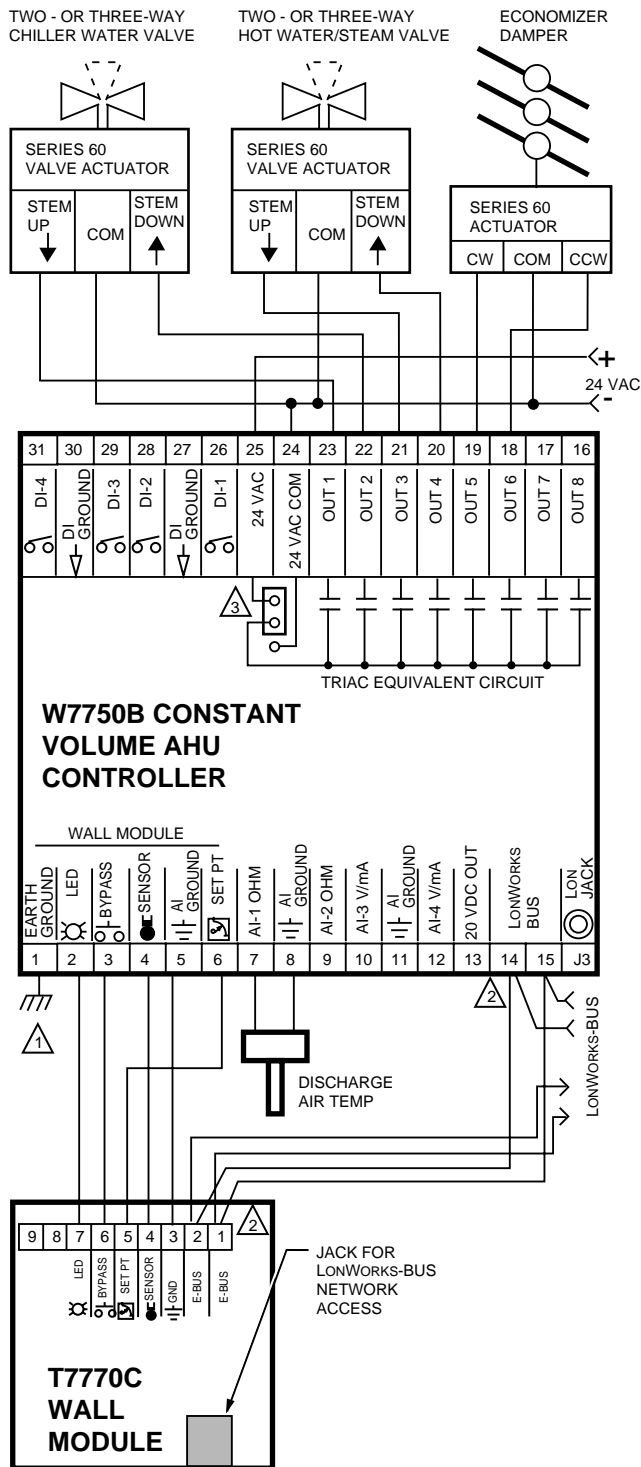 TWO - OR THREE-WAY
CHILLER WATER VALVE
TWO - OR THREE-WAY
HOT WATER/STEAM VALVE
ECONOMIZER
DAMPER
SERIES 60
VALVE ACTUATOR
STEM
UP
COM
STEM
DOWN
SERIES 60
VALVE ACTUATOR
STEM
UP
COM
STEM
DOWN
SERIES 60
ACTUATOR
CW COM CCW
+
24 VAC
-
31 30 29 28 27 26 25 24 23 22 21 20 19 18 17 16
DI-4
DI
GROUND
DI-3
DI-2
DI
GROUND
DI-1
24 VAC
24 VAC COM
OUT 1
OUT 2
OUT 3
OUT 4
OUT 5
OUT 6
OUT 7
OUT 8
3
TRIAC EQUIVALENT CIRCUIT
W7750B CONSTANT
VOLUME AHU
CONTROLLER
WALL MODULE
EARTH
GROUND
LED
BYPASS
SENSOR
AI
GROUND
SET PT
AI-1 OHM
AI
GROUND
AI-2 OHM
AI-3 V/mA
AI
GROUND
AI-4 V/mA
20 VDC OUT
LONWORKS
BUS
LON
JACK
1 2 3 4 5 6 7 8 9 10 11 12 13 14 15 J3
1
2
DISCHARGE
AIR TEMP
LONWORKS-BUS
9 8 7 6 5 4 3 2 1
2
LED
BYPASS
SET PT
SENSOR
GND
E-BUS
E-BUS
JACK FOR
LONWORKS-BUS
NETWORK
ACCESS
T7770C
WALL
MODULE